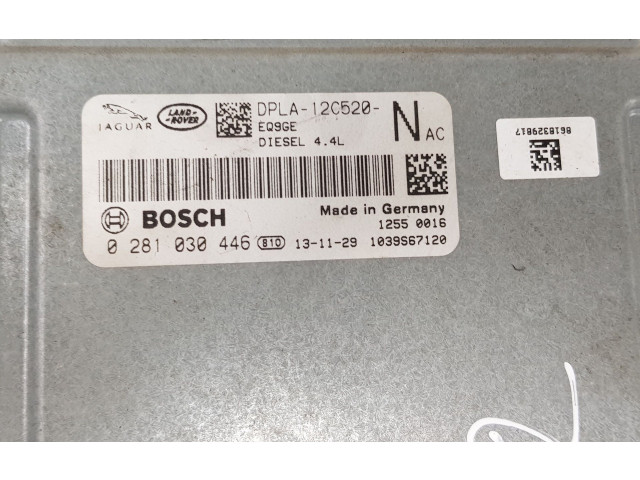 JAGUAR
LAND-
ROVER
DPLA-12C520-
EQ9GE
DIESEL 4.4L
N AC
BOSCH
Made in Germany
1255 0016
0 281 030 446 810 13-11-29 1039S67120
8618329817